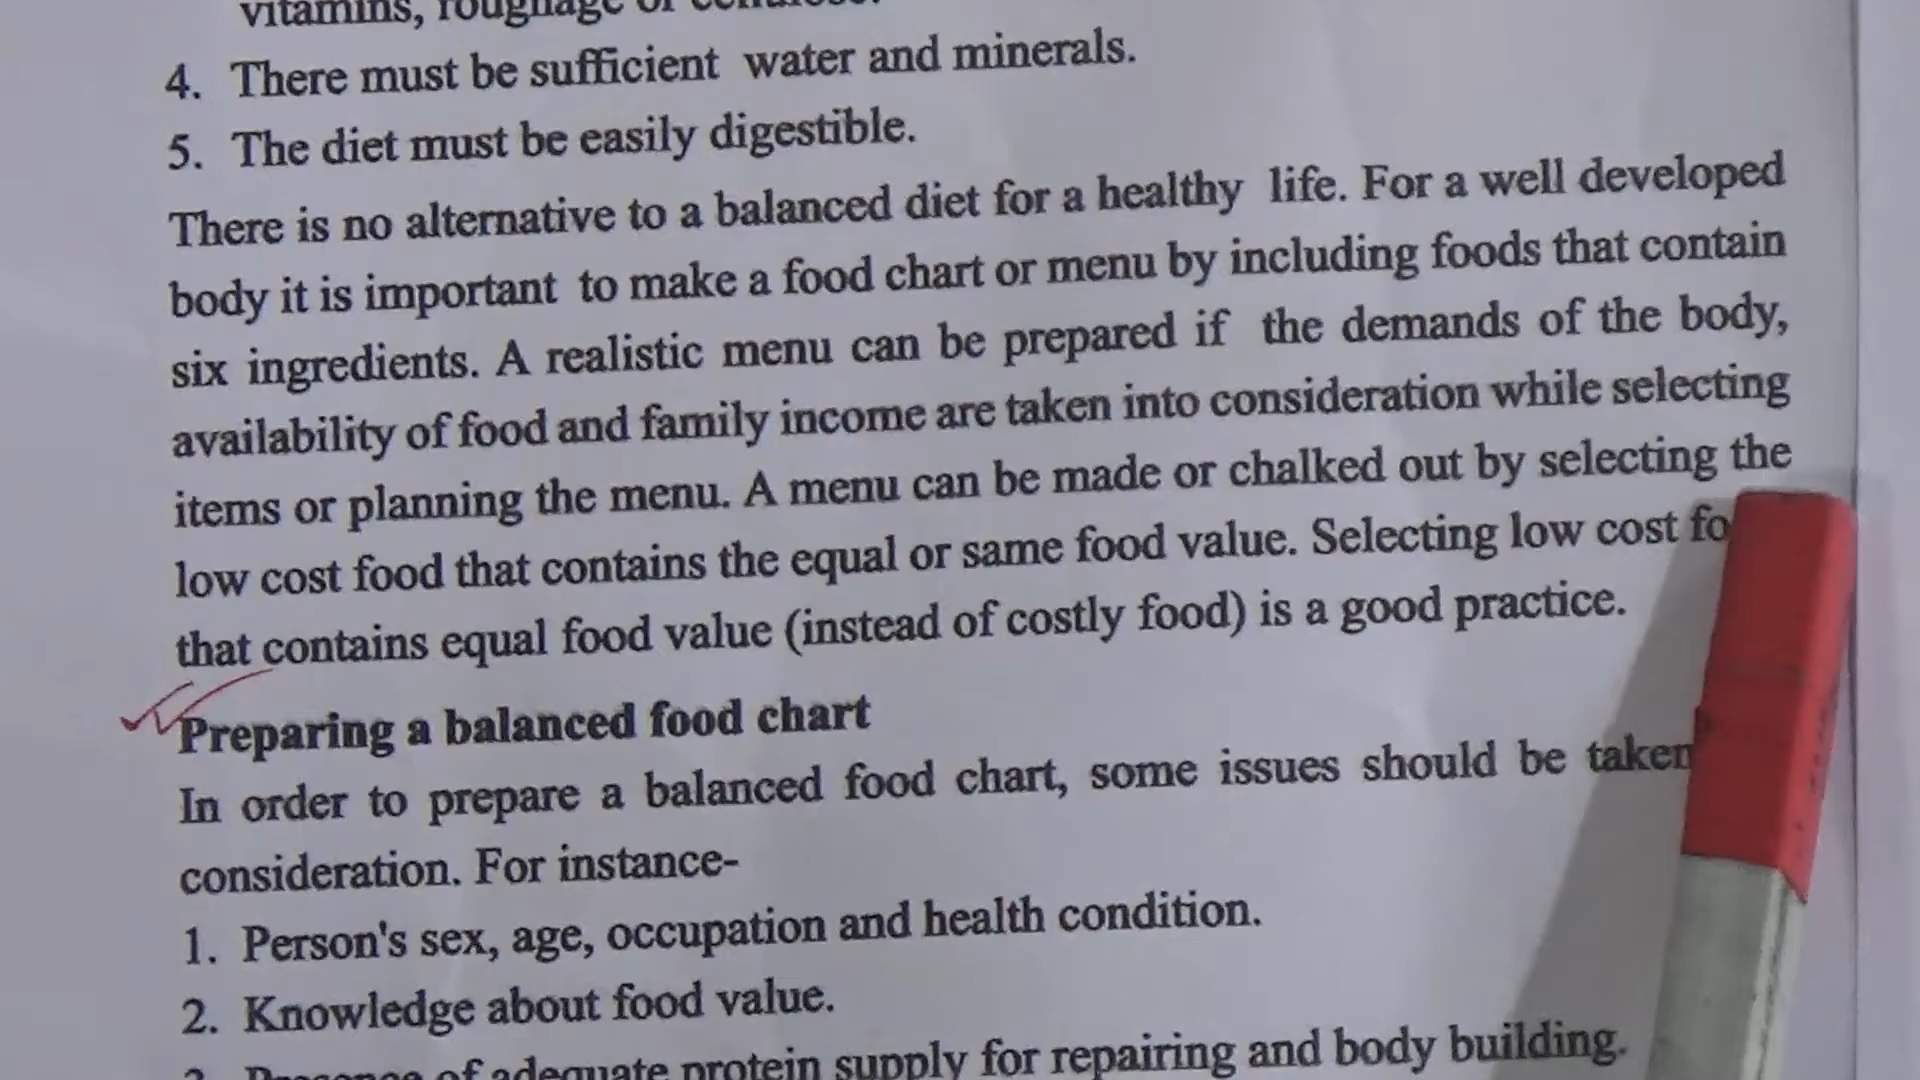 vitamins, roughage or cellulose.
4. There must be sufficient water and minerals.
5. The diet must be easily digestible.
There is no alternative to a balanced diet for a healthy life. For a well developed
body it is important to make a food chart or menu by including foods that contain
six ingredients. A realistic menu can be prepared if the demands of the body,
availability of food and family income are taken into consideration while selecting
items or planning the menu. A menu can be made or chalked out by selecting the
low cost food that contains the equal or same food value. Selecting low cost
that contains equal food value (instead of costly food) is a good practice.
Preparing a balanced food chart
In order to prepare a balanced food chart, some issues should be taken
consideration. For instance-
1. Person's sex, age, occupation and health condition.
2. Knowledge about food value.
3. Presence of adequate protein supply for repairing and body building.